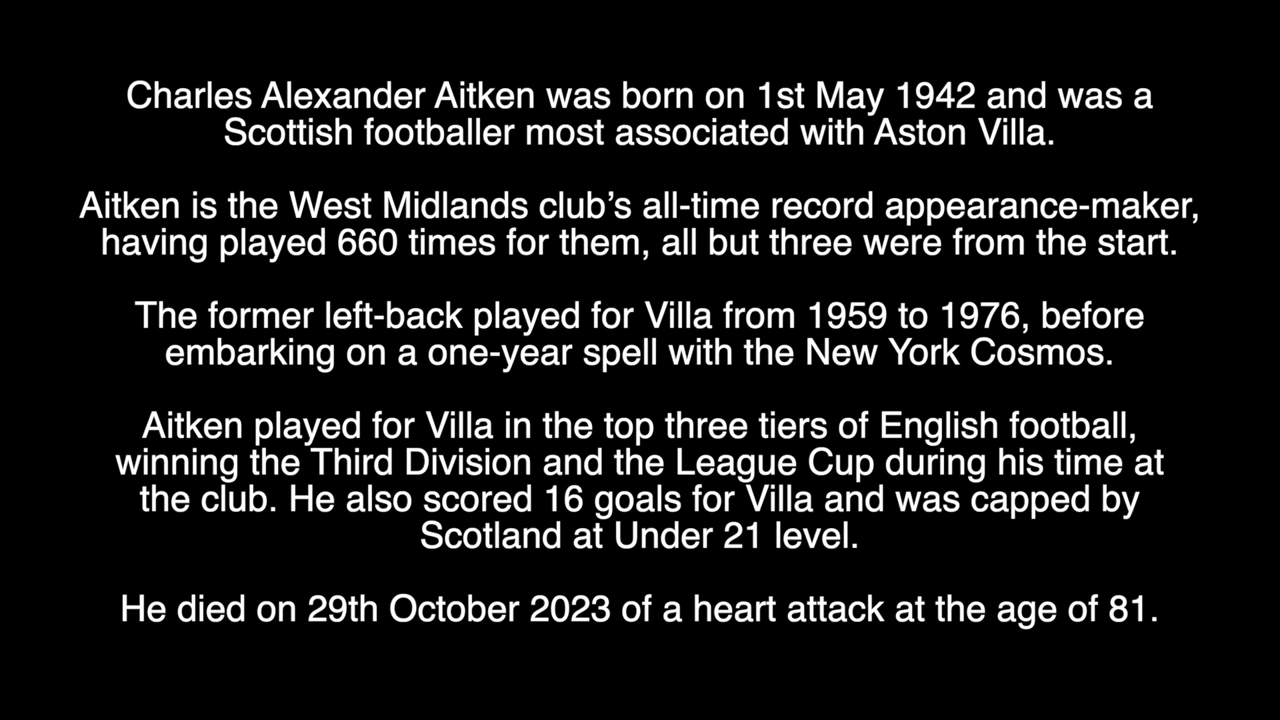 Charles Alexander Aitken was born on 1st May 1942 and was a
Scottish footballer most associated with Aston Villa.
Aitken is the West Midlands club’s all-time record appearance-maker,
having played 660 times for them, all but three were from the start.
The former left-back played for Villa from 1959 to 1976, before
embarking on a one-year spell with the New York Cosmos.
Aitken played for Villa in the top three tiers of English football,
winning the Third Division and the League Cup during his time at
the club. He also scored 16 goals for Villa and was capped by
Scotland at Under 21 level.
He died on 29th October 2023 of a heart attack at the age of 81.